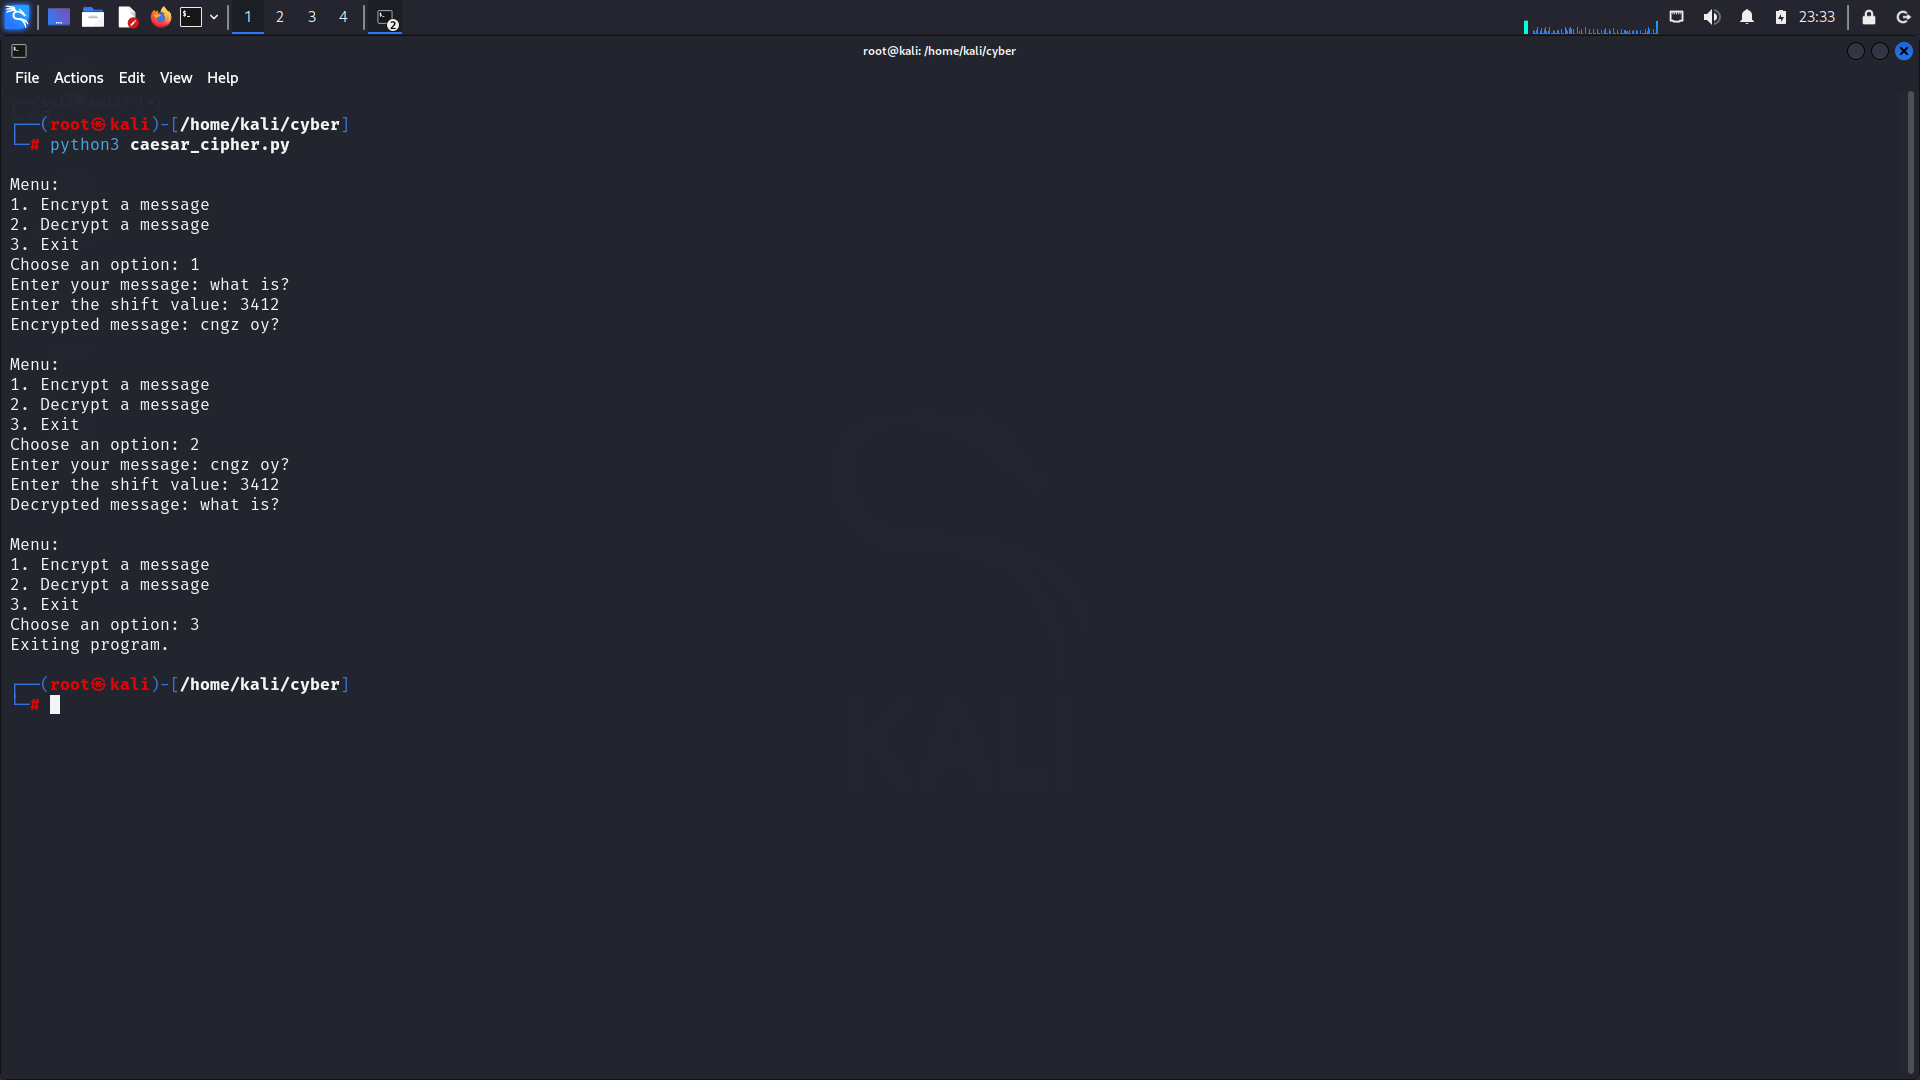 1 2 3 4 2 23:33
root@kali: /home/kali/cyber
File Actions Edit View Help
┌──(root㉿kali)-[/home/kali/cyber]
└─# python3 caesar_cipher.py
Menu:
1. Encrypt a message
2. Decrypt a message
3. Exit
Choose an option: 1
Enter your message: what is?
Enter the shift value: 3412
Encrypted message: cngz oy?
Menu:
1. Encrypt a message
2. Decrypt a message
3. Exit
Choose an option: 2
Enter your message: cngz oy?
Enter the shift value: 3412
Decrypted message: what is?
Menu:
1. Encrypt a message
2. Decrypt a message
3. Exit
Choose an option: 3
Exiting program.
┌──(root㉿kali)-[/home/kali/cyber]
└─#
KALI